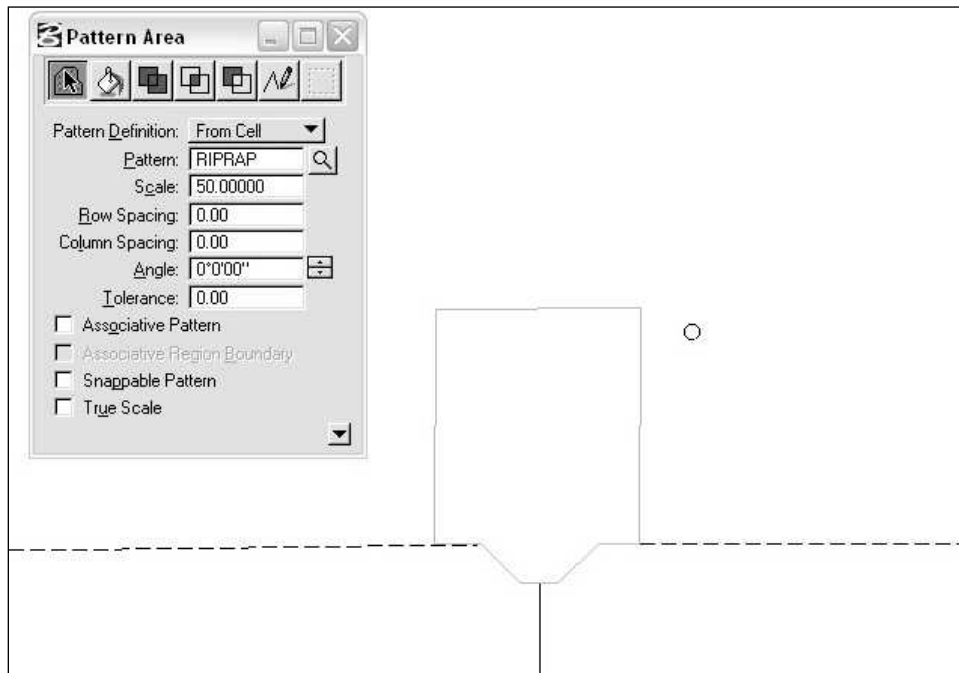 Pattern Area
Pattern Definition: From Cell
Pattern: RIPRAP
Scale: 50.00000
Row Spacing: 0.00
Column Spacing: 0.00
Angle: 0°0'00"
Tolerance: 0.00
Associative Pattern
Associative Region Boundary
Snappable Pattern
True Scale